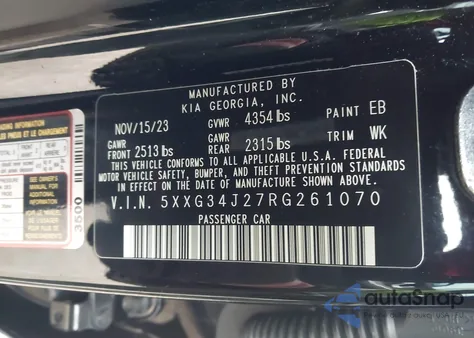 MANUFACTURED BY
KIA GEORGIA, INC.
NOV/15/23 GVWR 4354 lbs PAINT EB
GAWR GAWR
FRONT 2513 lbs REAR 2315 lbs TRIM WK
THIS VEHICLE CONFORMS TO ALL APPLICABLE U.S.A. FEDERAL
MOTOR VEHICLE SAFETY, BUMPER, AND THEFT PREVENTION STANDARDS
IN EFFECT ON THE DATE OF MANUFACTURE SHOWN ABOVE.
V.I.N. 5XXG34J27RG261070
PASSENGER CAR
3500
autoSnap